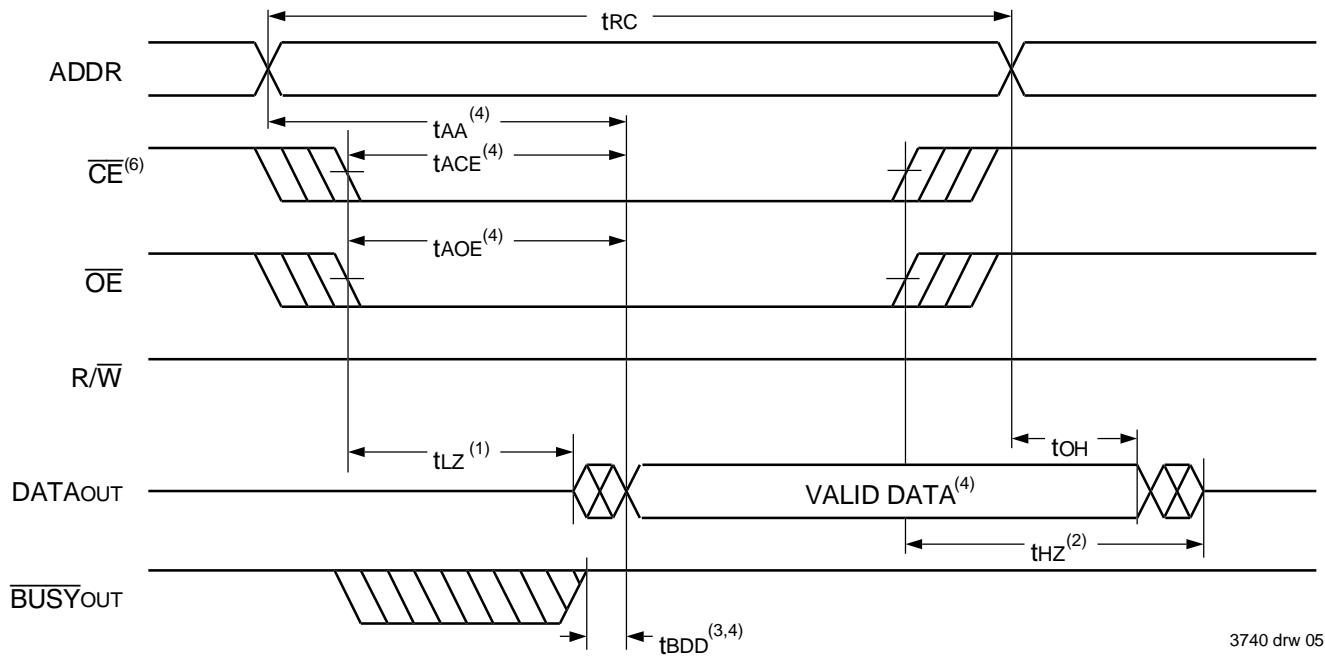 tRC
ADDR
tAA(4)
CE(6)
tACE(4)
tAOE(4)
OE
R/W
tLZ(1)
tOH
DATAOUT
VALID DATA(4)
tHZ(2)
BUSYOUT
tBDD(3,4)
3740 drw 05